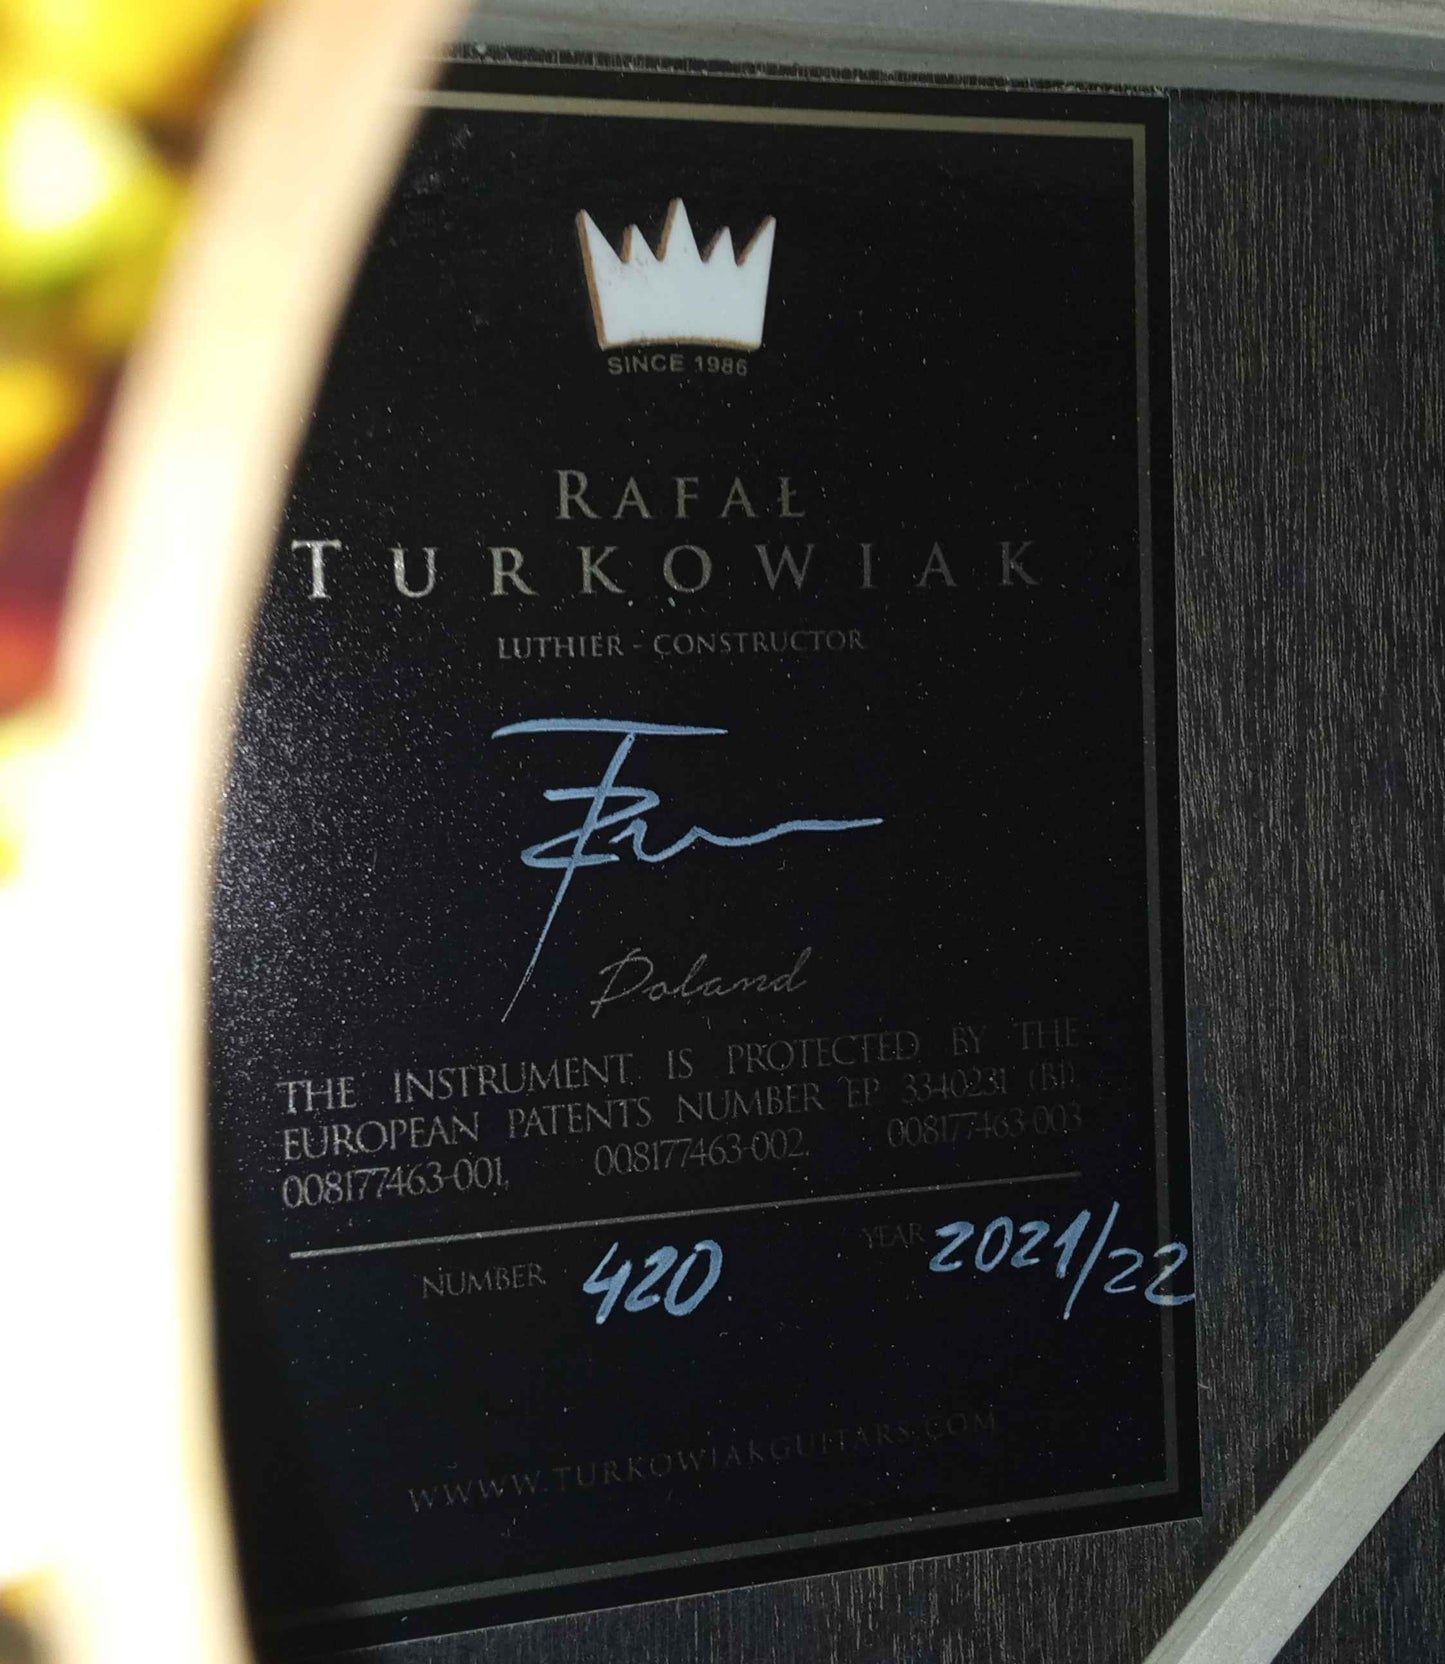 SINCE 1986
RAFAŁ
TURKOWIAK
LUTHIER - CONSTRUCTOR
Poland
THE INSTRUMENT IS PROTECTED BY THE
EUROPEAN PATENTS NUMBER EP 3340231 (B1)
008177463-001, 008177463-002, 008177463-003
NUMBER 420 YEAR 2021/22
WWW.TURKOWIAKGUITARS.COM